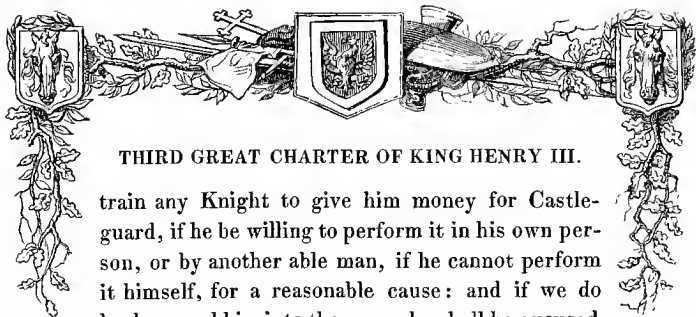 THIRD GREAT CHARTER OF KING HENRY III.
train any Knight to give him money for Castle-
guard, if he be willing to perform it in his own per-
son, or by another able man, if he cannot perform
it himself, for a reasonable cause: and if we do